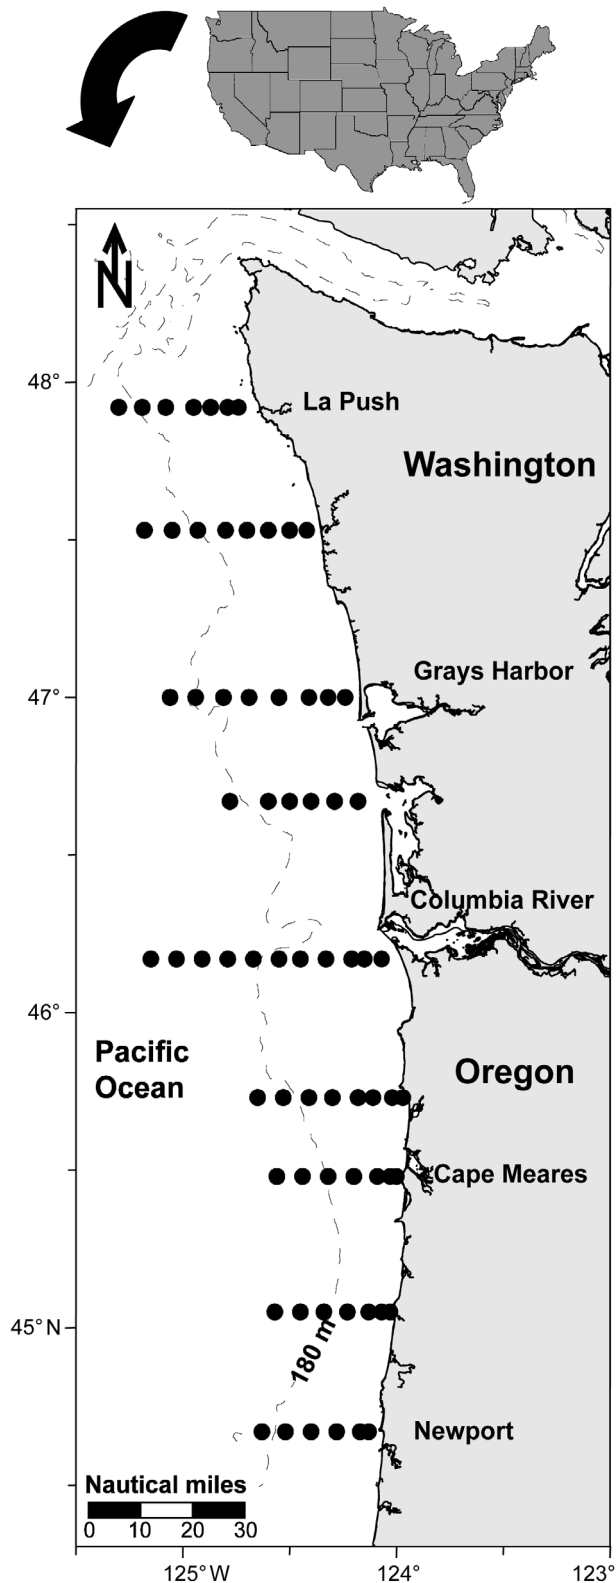 N
48°
La Push
Washington
Grays Harbor
47°
Columbia River
46°
Pacific
Ocean
Oregon
Cape Meares
45° N
180 m
Newport
Nautical miles
0 10 20 30
125° W 124° 123°